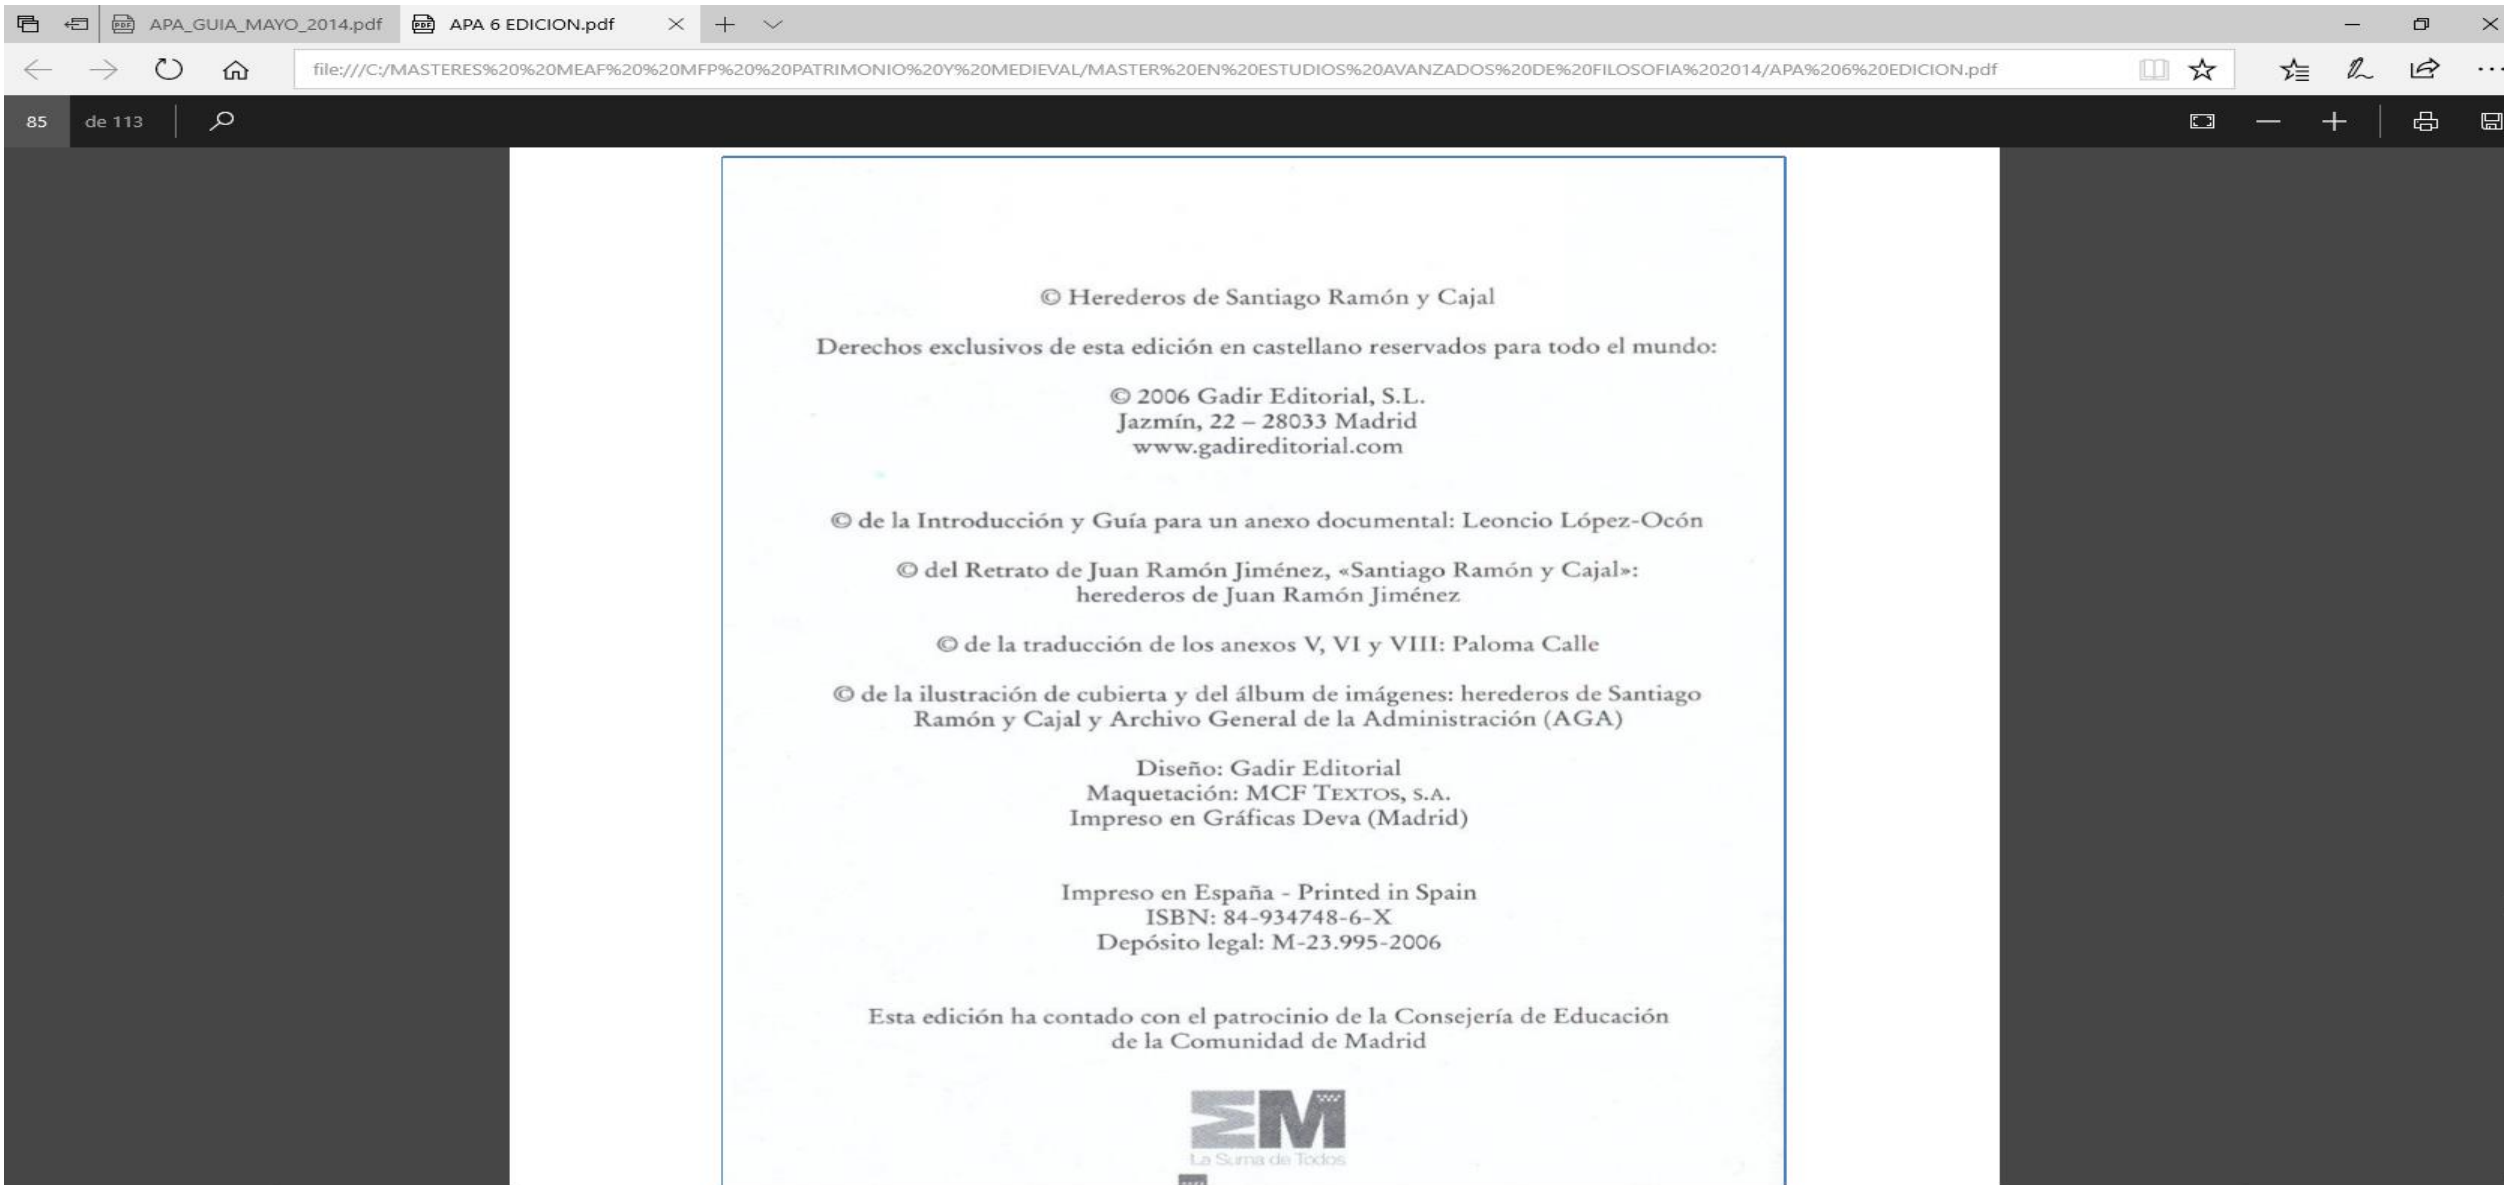 APA_GUIA_MAYO_2014.pdf
APA 6 EDICION.pdf
file:///C:/MASTERES%20%20MEAF%20%20MFP%20%20PATRIMONIO%20Y%20MEDIEVAL/MASTER%20EN%20ESTUDIOS%20AVANZADOS%20DE%20FILOSOFIA%202014/APA%206%20EDICION.pdf
85 de 113
© Herederos de Santiago Ramón y Cajal
Derechos exclusivos de esta edición en castellano reservados para todo el mundo:
© 2006 Gadir Editorial, S.L.
Jazmín, 22 – 28033 Madrid
www.gadireditorial.com
© de la Introducción y Guía para un anexo documental: Leoncio López-Ocón
© del Retrato de Juan Ramón Jiménez, «Santiago Ramón y Cajal»:
herederos de Juan Ramón Jiménez
© de la traducción de los anexos V, VI y VIII: Paloma Calle
© de la ilustración de cubierta y del álbum de imágenes: herederos de Santiago
Ramón y Cajal y Archivo General de la Administración (AGA)
Diseño: Gadir Editorial
Maquetación: MCF TEXTOS, S.A.
Impreso en Gráficas Deva (Madrid)
Impreso en España - Printed in Spain
ISBN: 84-934748-6-X
Depósito legal: M-23.995-2006
Esta edición ha contado con el patrocinio de la Consejería de Educación
de la Comunidad de Madrid
La Suma de Todos